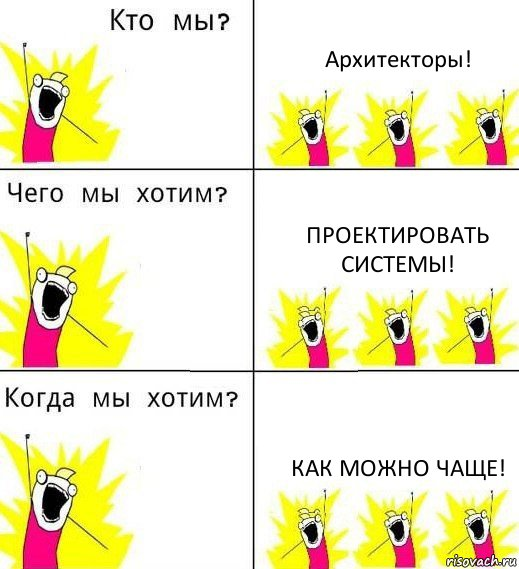 Кто мы?
Архитекторы!
Чего мы хотим?
ПРОЕКТИРОВАТЬ
СИСТЕМЫ!
Когда мы хотим?
КАК МОЖНО ЧАЩЕ!
risovach.ru